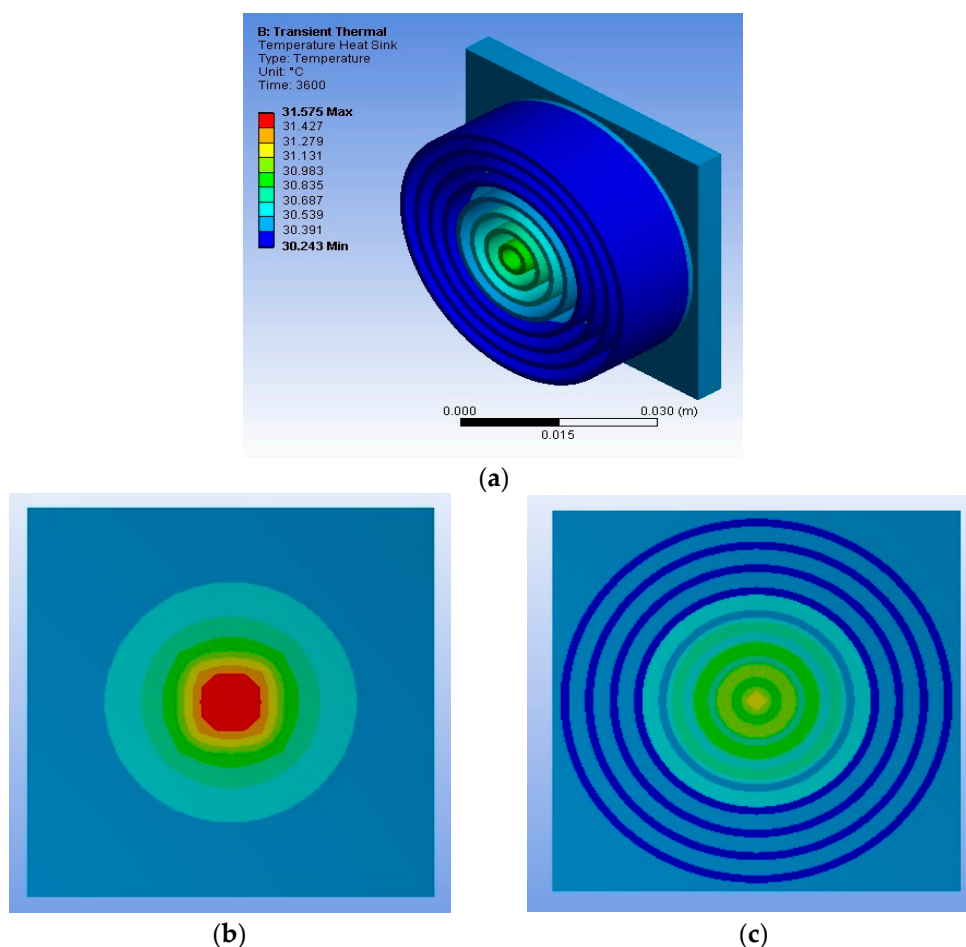 B: Transient Thermal
Temperature Heat Sink
Type: Temperature
Unit: °C
Time: 3600
31.575 Max
31.427
31.279
31.131
30.983
30.835
30.687
30.539
30.391
30.243 Min
0.000
0.030 (m)
0.015
(a)
(b)
(c)